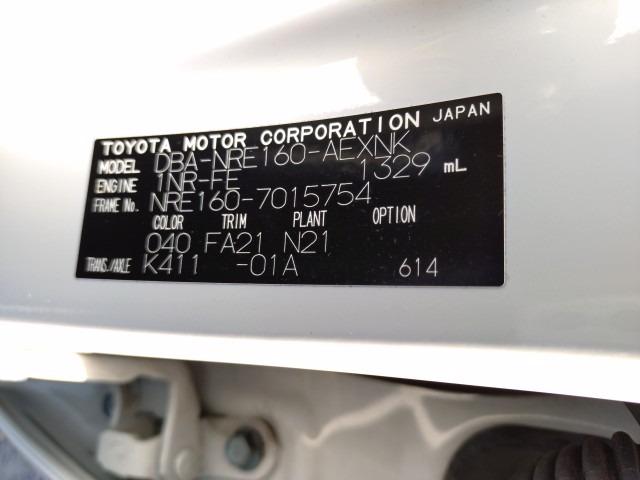 TOYOTA MOTOR CORPORATION JAPAN
MODEL DBA-NRE160-AEXNK
ENGINE 1NR-FE 1329 mL
FRAME No. NRE160-7015754
COLOR TRIM PLANT OPTION
040 FA21 N21
TRANS./AXLE K411 -01A 614